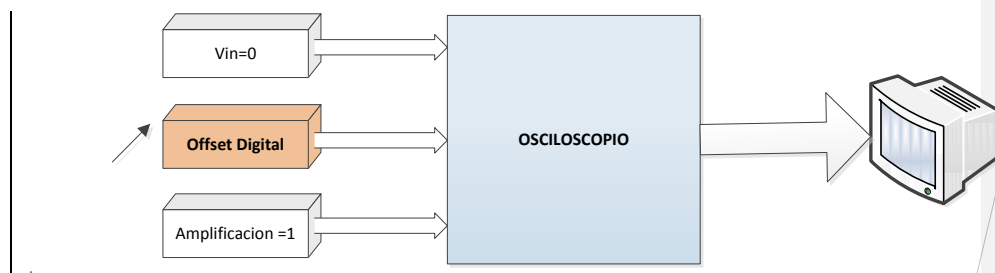 Vin=0
Offset Digital
OSCILOSCOPIO
Amplificacion =1